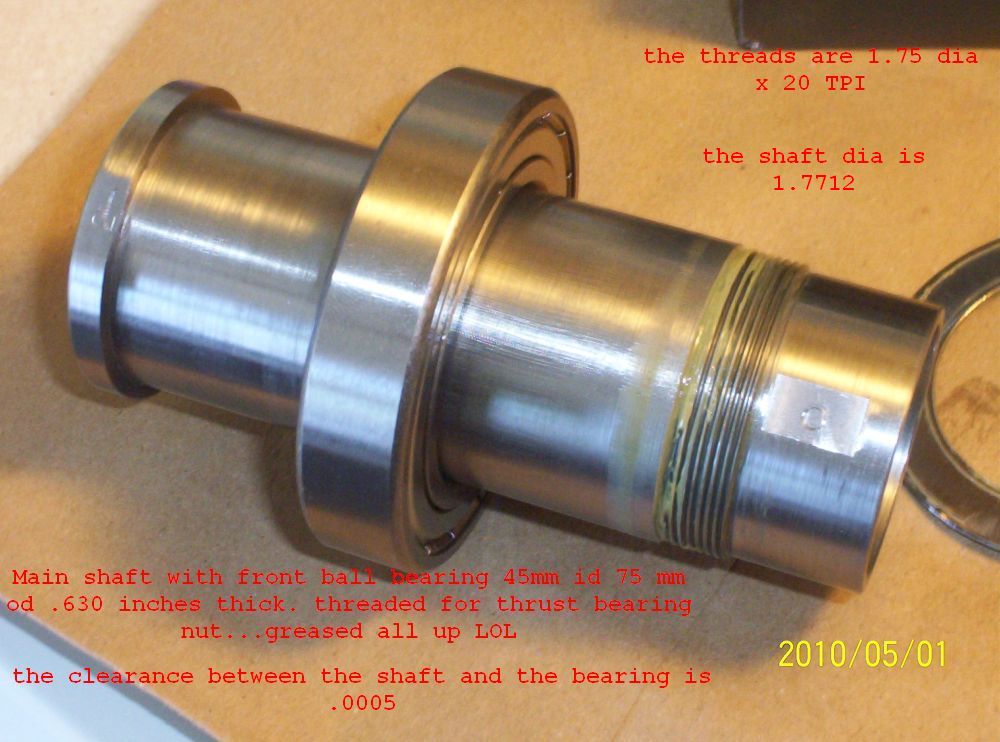 the threads are 1.75 dia
x 20 TPI
the shaft dia is
1.7712
Main shaft with front ball bearing 45mm id 75 mm
od .630 inches thick. threaded for thrust bearing
nut...greased all up LOL
the clearance between the shaft and the bearing is
.0005
2010/05/01